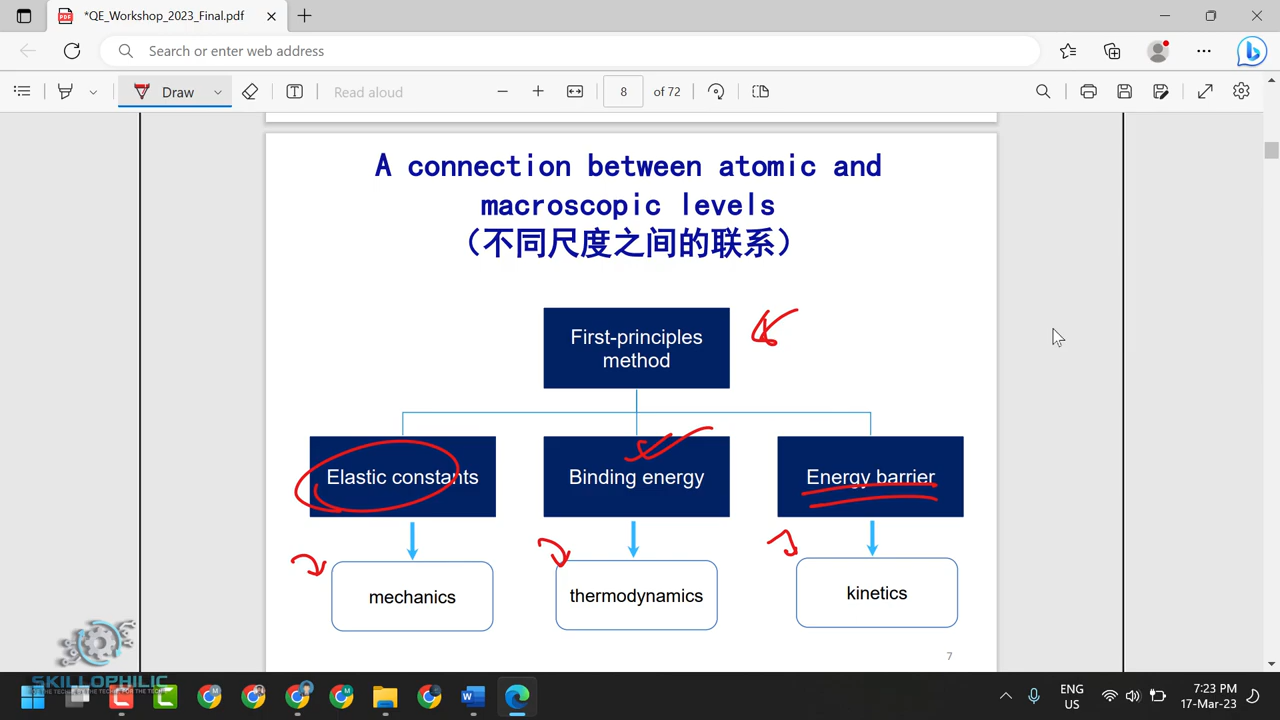 *QE_Workshop_2023_Final.pdf
Search or enter web address
Draw
Read aloud
8
of 72
A connection between atomic and
macroscopic levels
（不同尺度之间的联系）
First-principles
method
Elastic constants
Binding energy
Energy barrier
mechanics
thermodynamics
kinetics
7
SKILLOPHILIC
ENG
US
7:23 PM
17-Mar-23